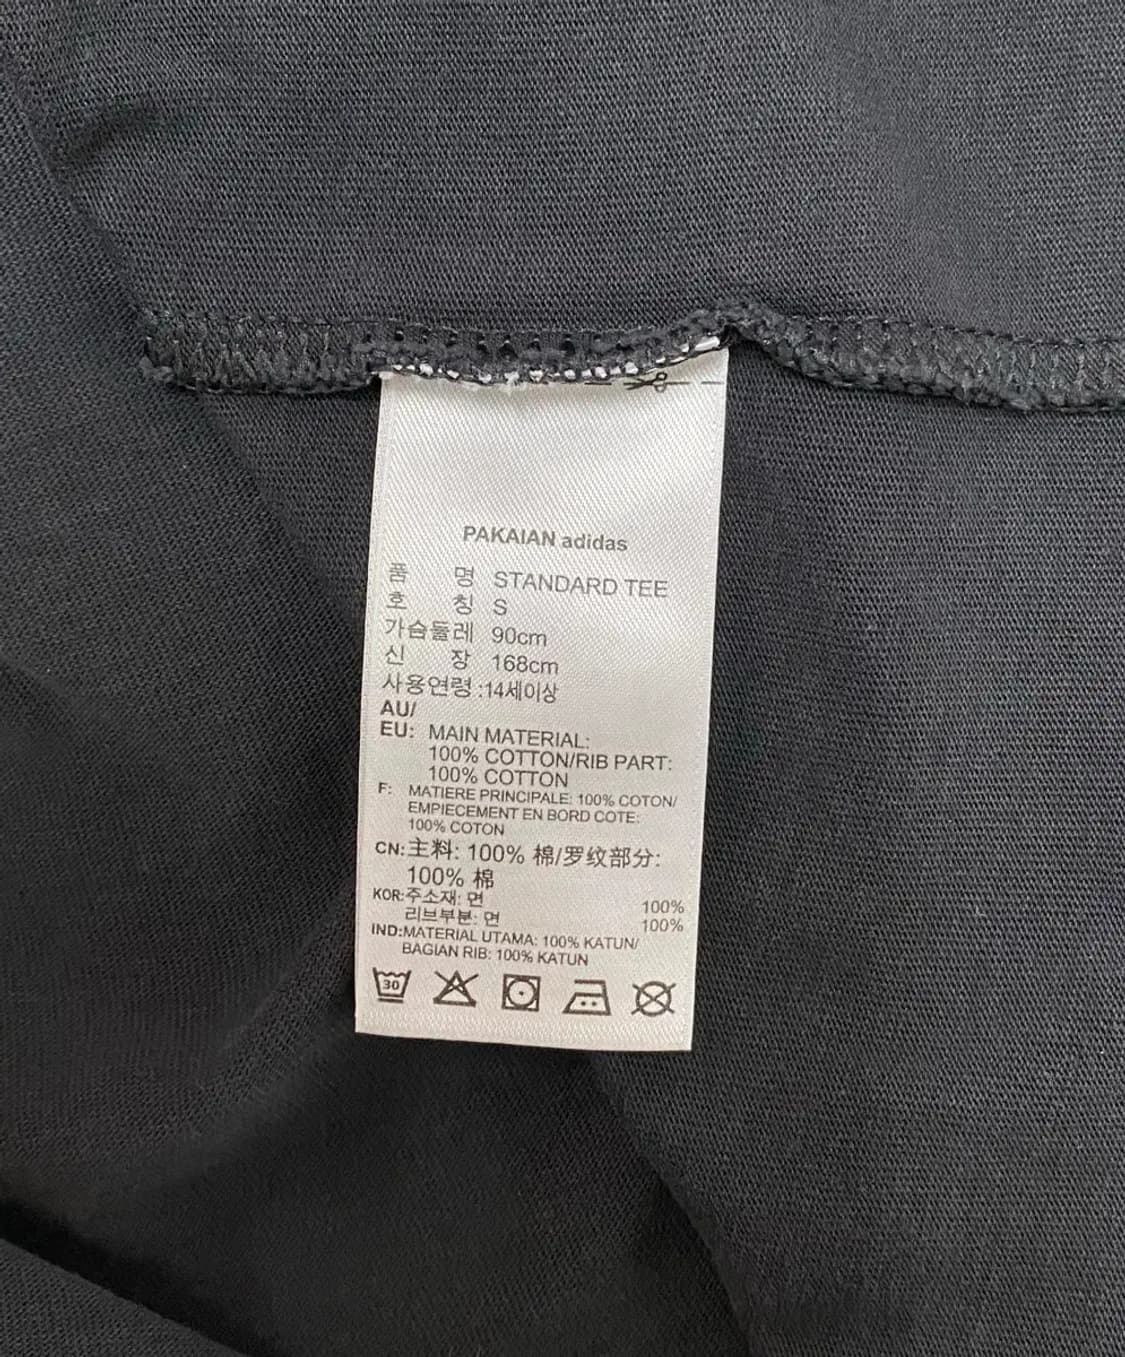 PAKAIAN adidas
품 명 STANDARD TEE
호 칭 S
가슴둘레 90cm
신 장 168cm
사용연령 :14세이상
AU/
EU: MAIN MATERIAL:
100% COTTON/RIB PART:
100% COTTON
F: MATIERE PRINCIPALE: 100% COTON/
EMPIECEMENT EN BORD COTE:
100% COTON
CN:主料: 100% 棉/罗纹部分:
100% 棉
KOR:주소재: 면 100%
리브부분: 면 100%
IND:MATERIAL UTAMA: 100% KATUN/
BAGIAN RIB: 100% KATUN
30